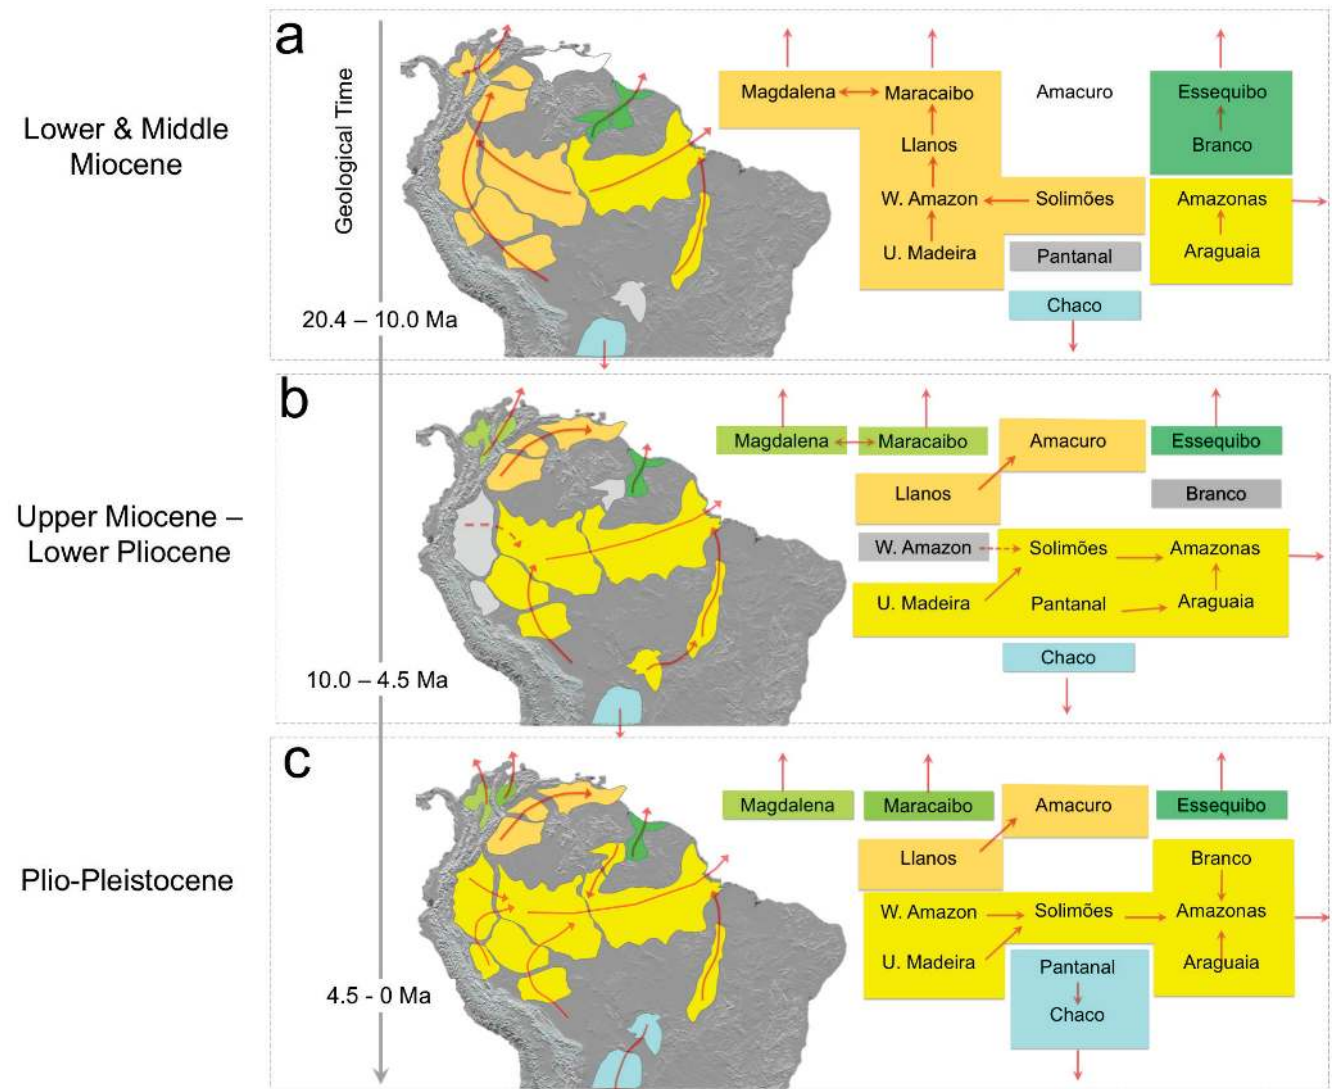 a
Lower & Middle
Miocene
Geological Time
20.4 – 10.0 Ma
Magdalena
Maracaibo
Amacuro
Essequibo
Llanos
Branco
W. Amazon
Solimões
Amazonas
U. Madeira
Pantanal
Araguaia
Chaco
b
Upper Miocene –
Lower Pliocene
10.0 – 4.5 Ma
Magdalena
Maracaibo
Amacuro
Essequibo
Llanos
Branco
W. Amazon
Solimões
Amazonas
U. Madeira
Pantanal
Araguaia
Chaco
c
Plio-Pleistocene
4.5 - 0 Ma
Magdalena
Maracaibo
Amacuro
Essequibo
Llanos
Branco
W. Amazon
Solimões
Amazonas
U. Madeira
Pantanal
Araguaia
Chaco